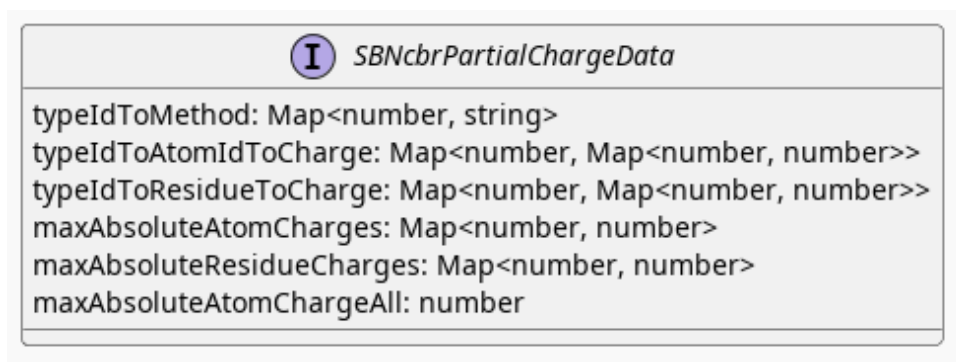 I SBNcbrPartialChargeData
typeIdToMethod: Map<number, string>
typeIdToAtomIdToCharge: Map<number, Map<number, number>>
typeIdToResidueToCharge: Map<number, Map<number, number>>
maxAbsoluteAtomCharges: Map<number, number>
maxAbsoluteResidueCharges: Map<number, number>
maxAbsoluteAtomChargeAll: number